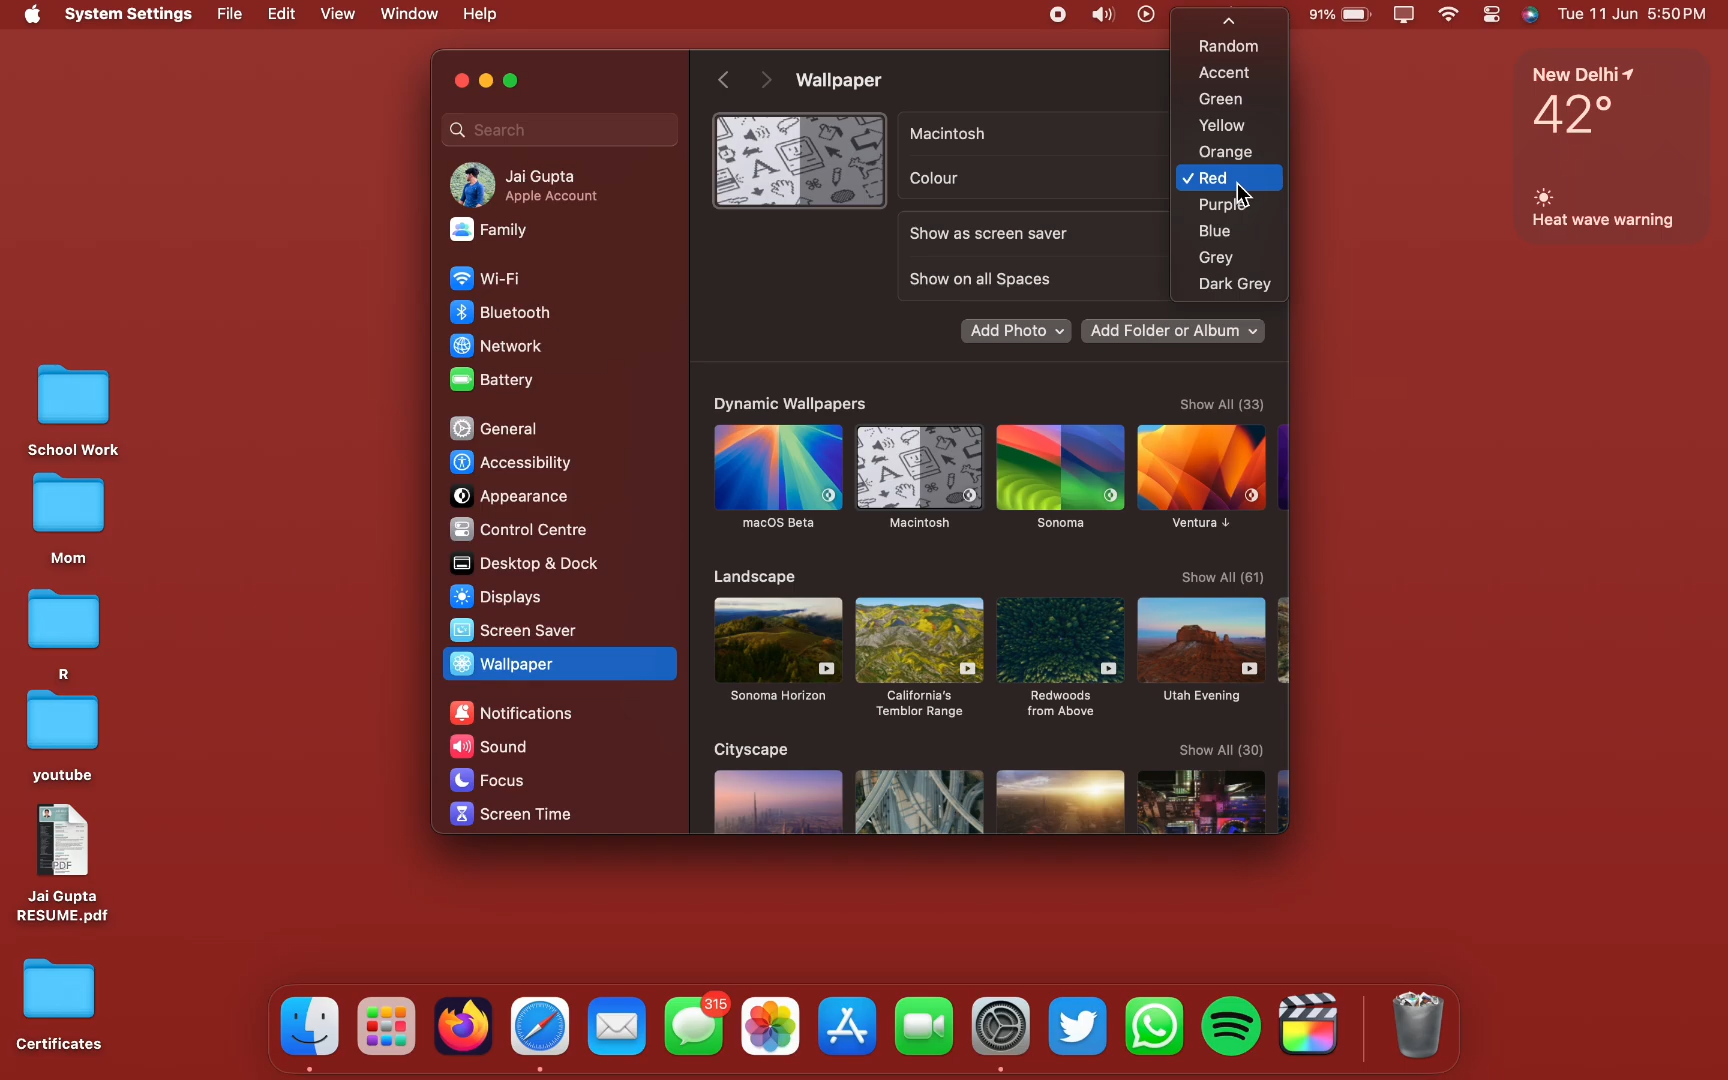 System Settings File Edit View Window Help
91% Tue 11 Jun 5:50 PM
Random
Accent
Green
Yellow
Orange
✓ Red
Purple
Blue
Grey
Dark Grey
New Delhi
42°
Heat wave warning
Search
Jai Gupta
Apple Account
Family
Wi-Fi
Bluetooth
Network
Battery
General
Accessibility
Appearance
Control Centre
Desktop & Dock
Displays
Screen Saver
Wallpaper
Notifications
Sound
Focus
Screen Time
Wallpaper
Macintosh
Colour
Show as screen saver
Show on all Spaces
Add Photo Add Folder or Album
Dynamic Wallpapers Show All (33)
macOS Beta Macintosh Sonoma Ventura ↓
Landscape Show All (61)
Sonoma Horizon California's Redwoods Utah Evening
Temblor Range from Above
Cityscape Show All (30)
School Work
Mom
R
youtube
PDF
Jai Gupta
RESUME.pdf
Certificates
315